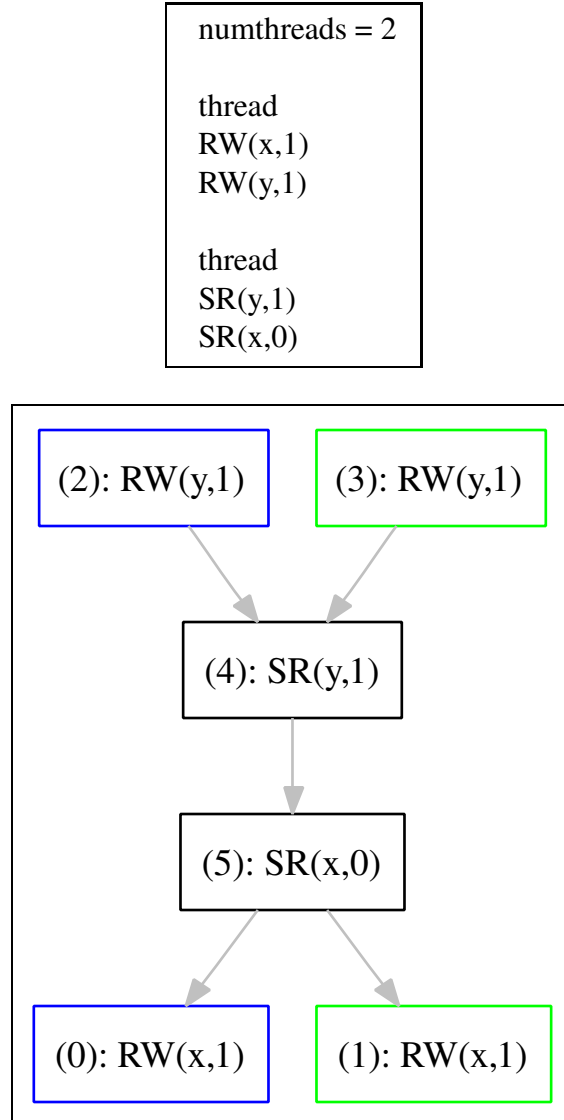 numthreads = 2
thread
RW(x,1)
RW(y,1)
thread
SR(y,1)
SR(x,0)
(2): RW(y,1)
(3): RW(y,1)
(4): SR(y,1)
(5): SR(x,0)
(0): RW(x,1)
(1): RW(x,1)